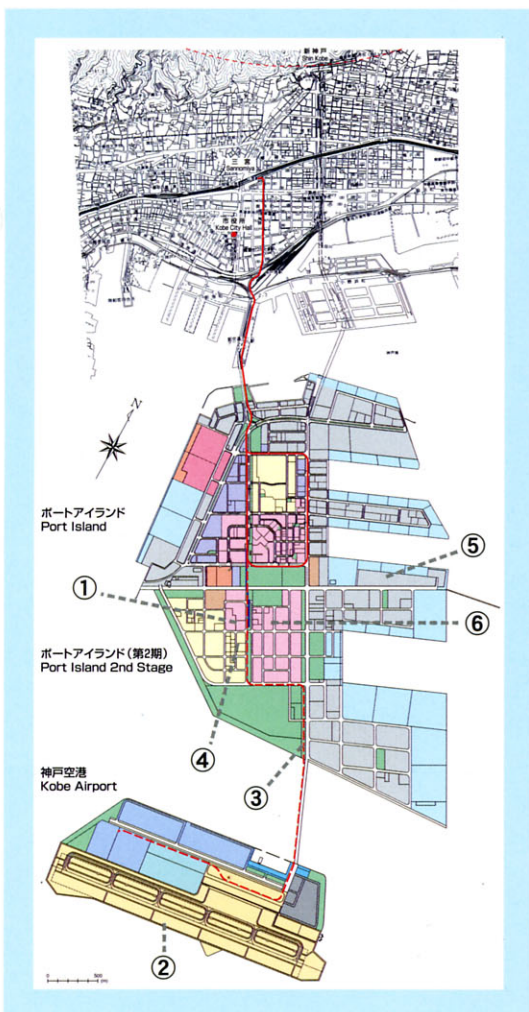 新神戸
Shin Kobe
三宮
Sannomiya
市役所
Kobe City Hall
N
ポートアイランド
Port Island
⑤
①
⑥
ポートアイランド(第2期)
Port Island 2nd Stage
④
③
神戸空港
Kobe Airport
②
0 500
(m)